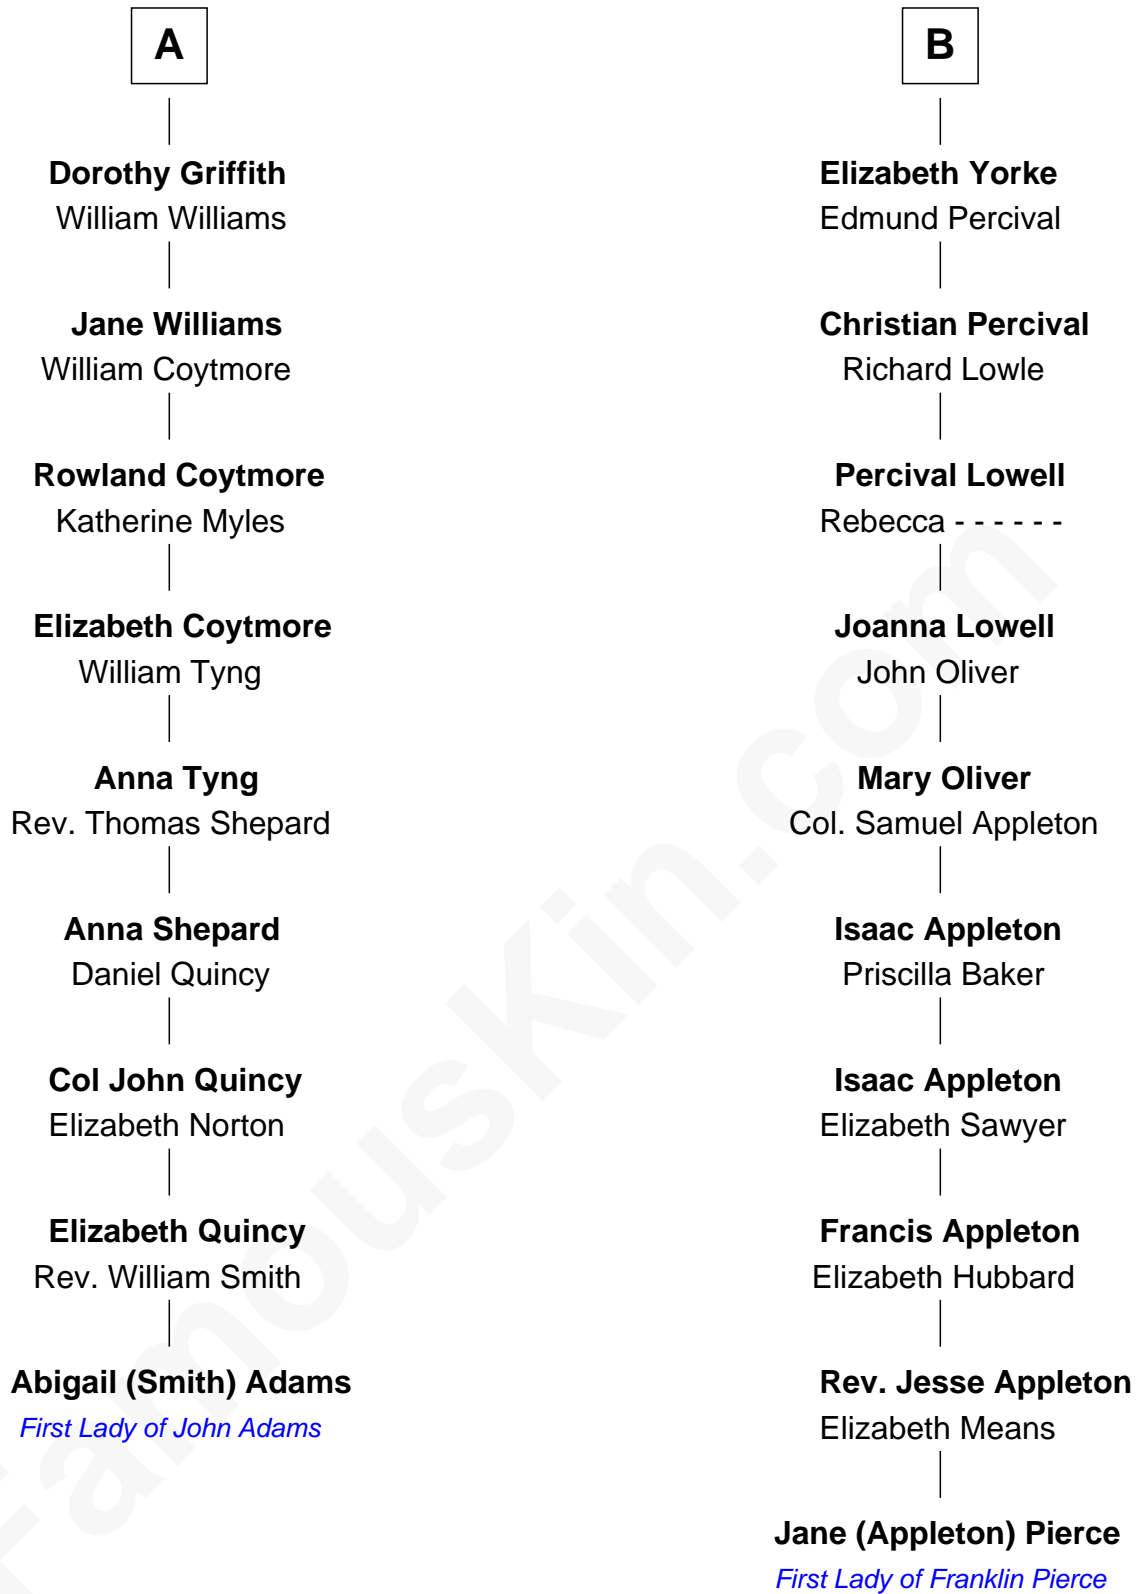 A
Dorothy Griffith
William Williams
Jane Williams
William Coytmore
Rowland Coytmore
Katherine Myles
Elizabeth Coytmore
William Tyng
Anna Tyng
Rev. Thomas Shepard
Anna Shepard
Daniel Quincy
Col John Quincy
Elizabeth Norton
Elizabeth Quincy
Rev. William Smith
Abigail (Smith) Adams
First Lady of John Adams
B
Elizabeth Yorke
Edmund Percival
Christian Percival
Richard Lowle
Percival Lowell
Rebecca - - - - - -
Joanna Lowell
John Oliver
Mary Oliver
Col. Samuel Appleton
Isaac Appleton
Priscilla Baker
Isaac Appleton
Elizabeth Sawyer
Francis Appleton
Elizabeth Hubbard
Rev. Jesse Appleton
Elizabeth Means
Jane (Appleton) Pierce
First Lady of Franklin Pierce
FamousKin.com